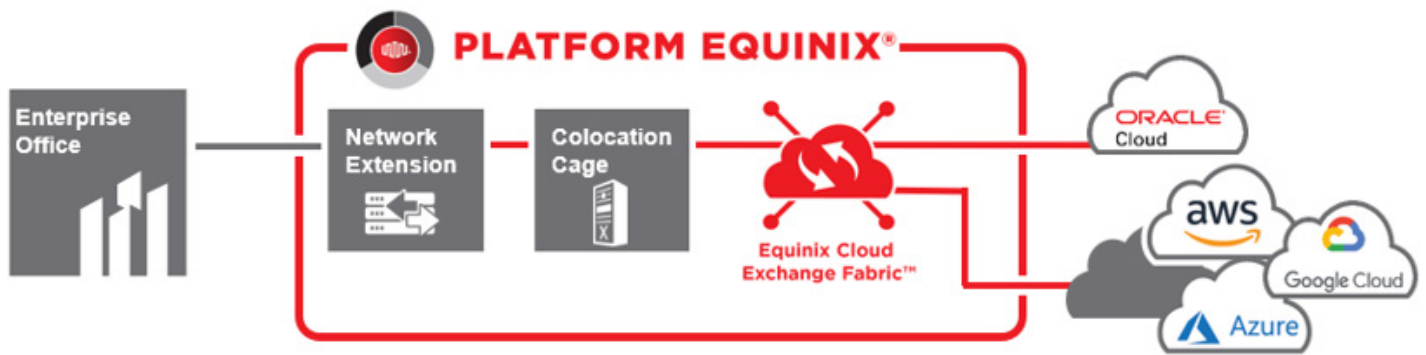 PLATFORM EQUINIX®
Enterprise
Office
Network
Extension
Colocation
Cage
Equinix Cloud
Exchange Fabric™
ORACLE®
Cloud
aws
Google Cloud
Azure